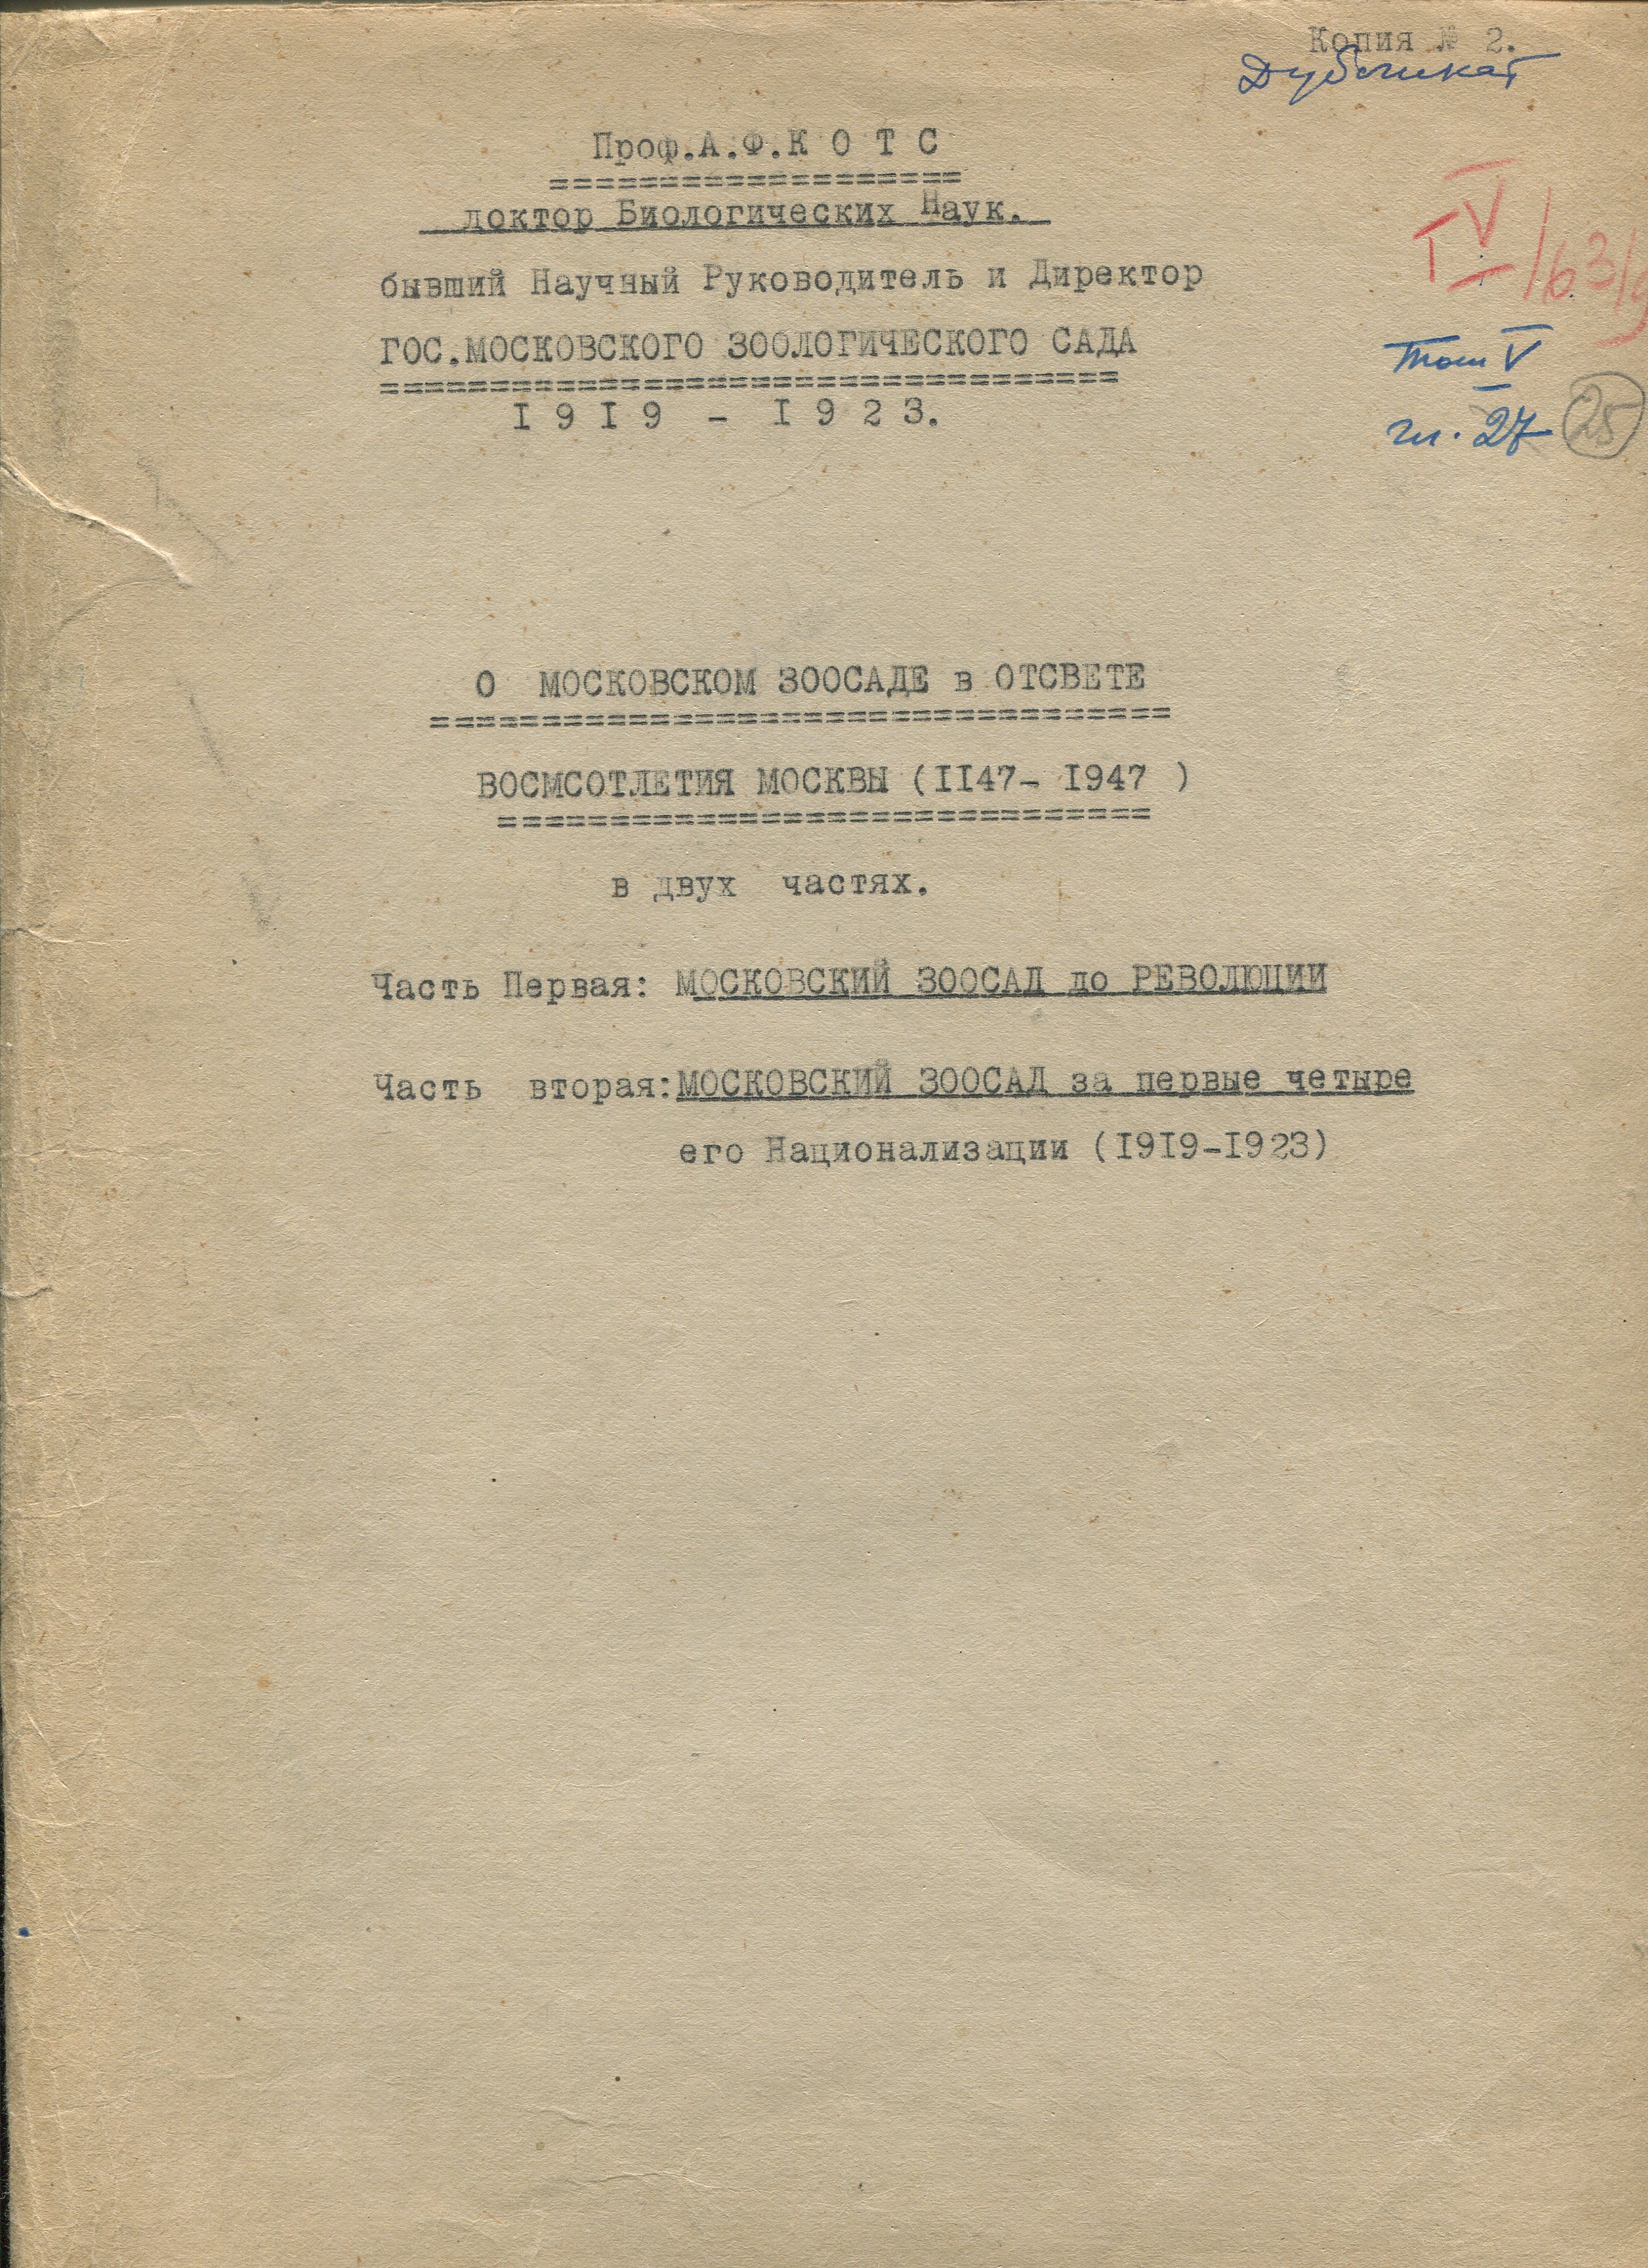 Копия № 2.
Дубликат
Проф.А.Ф.К О Т С
===================
доктор Биологических Наук.
бывший Научный Руководитель и Директор
ГОС.МОСКОВСКОГО ЗООЛОГИЧЕСКОГО САДА
==================================
I 9 I 9 - I 9 2 3.
V/63/
том V
гл. 27 25
О МОСКОВСКОМ ЗООСАДЕ в ОТСВЕТЕ
==================================
ВОСМСОТЛЕТИЯ МОСКВЫ (II47- I947 )
==============================
в двух частях.
Часть Первая: МОСКОВСКИЙ ЗООСАД до РЕВОЛЮЦИИ
Часть вторая:МОСКОВСКИЙ ЗООСАД за первые четыре
его Национализации (I9I9-I923)